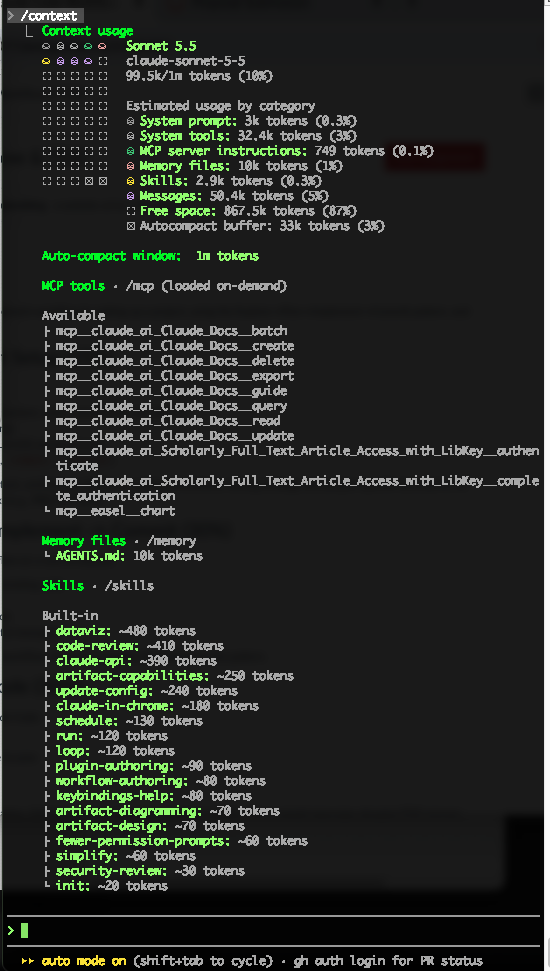 > /context
Context usage
Sonnet 5.5
claude-sonnet-5-5
99.5k/1m tokens (10%)
Estimated usage by category
System prompt: 3k tokens (0.3%)
System tools: 32.4k tokens (3%)
MCP server instructions: 749 tokens (0.1%)
Memory files: 10k tokens (1%)
Skills: 2.9k tokens (0.3%)
Messages: 50.4k tokens (5%)
Free space: 867.5k tokens (87%)
Autocompact buffer: 33k tokens (3%)
Auto-compact window: 1m tokens
MCP tools · /mcp (loaded on-demand)
Available
├ mcp__claude_ai_Claude_Docs__batch
├ mcp__claude_ai_Claude_Docs__create
├ mcp__claude_ai_Claude_Docs__delete
├ mcp__claude_ai_Claude_Docs__export
├ mcp__claude_ai_Claude_Docs__guide
├ mcp__claude_ai_Claude_Docs__query
├ mcp__claude_ai_Claude_Docs__read
├ mcp__claude_ai_Claude_Docs__update
├ mcp__claude_ai_Scholarly_Full_Text_Article_Access_with_LibKey__authen
ticate
├ mcp__claude_ai_Scholarly_Full_Text_Article_Access_with_LibKey__comple
te_authentication
└ mcp__easel__chart
Memory files · /memory
└ AGENTS.md: 10k tokens
Skills · /skills
Built-in
├ dataviz: ~480 tokens
├ code-review: ~410 tokens
├ claude-api: ~390 tokens
├ artifact-capabilities: ~250 tokens
├ update-config: ~240 tokens
├ claude-in-chrome: ~180 tokens
├ schedule: ~130 tokens
├ run: ~120 tokens
├ loop: ~120 tokens
├ plugin-authoring: ~90 tokens
├ workflow-authoring: ~80 tokens
├ keybindings-help: ~80 tokens
├ artifact-diagramming: ~70 tokens
├ artifact-design: ~70 tokens
├ fewer-permission-prompts: ~60 tokens
├ simplify: ~60 tokens
├ security-review: ~30 tokens
└ init: ~20 tokens
>
⏵⏵ auto mode on (shift+tab to cycle) · gh auth login for PR status